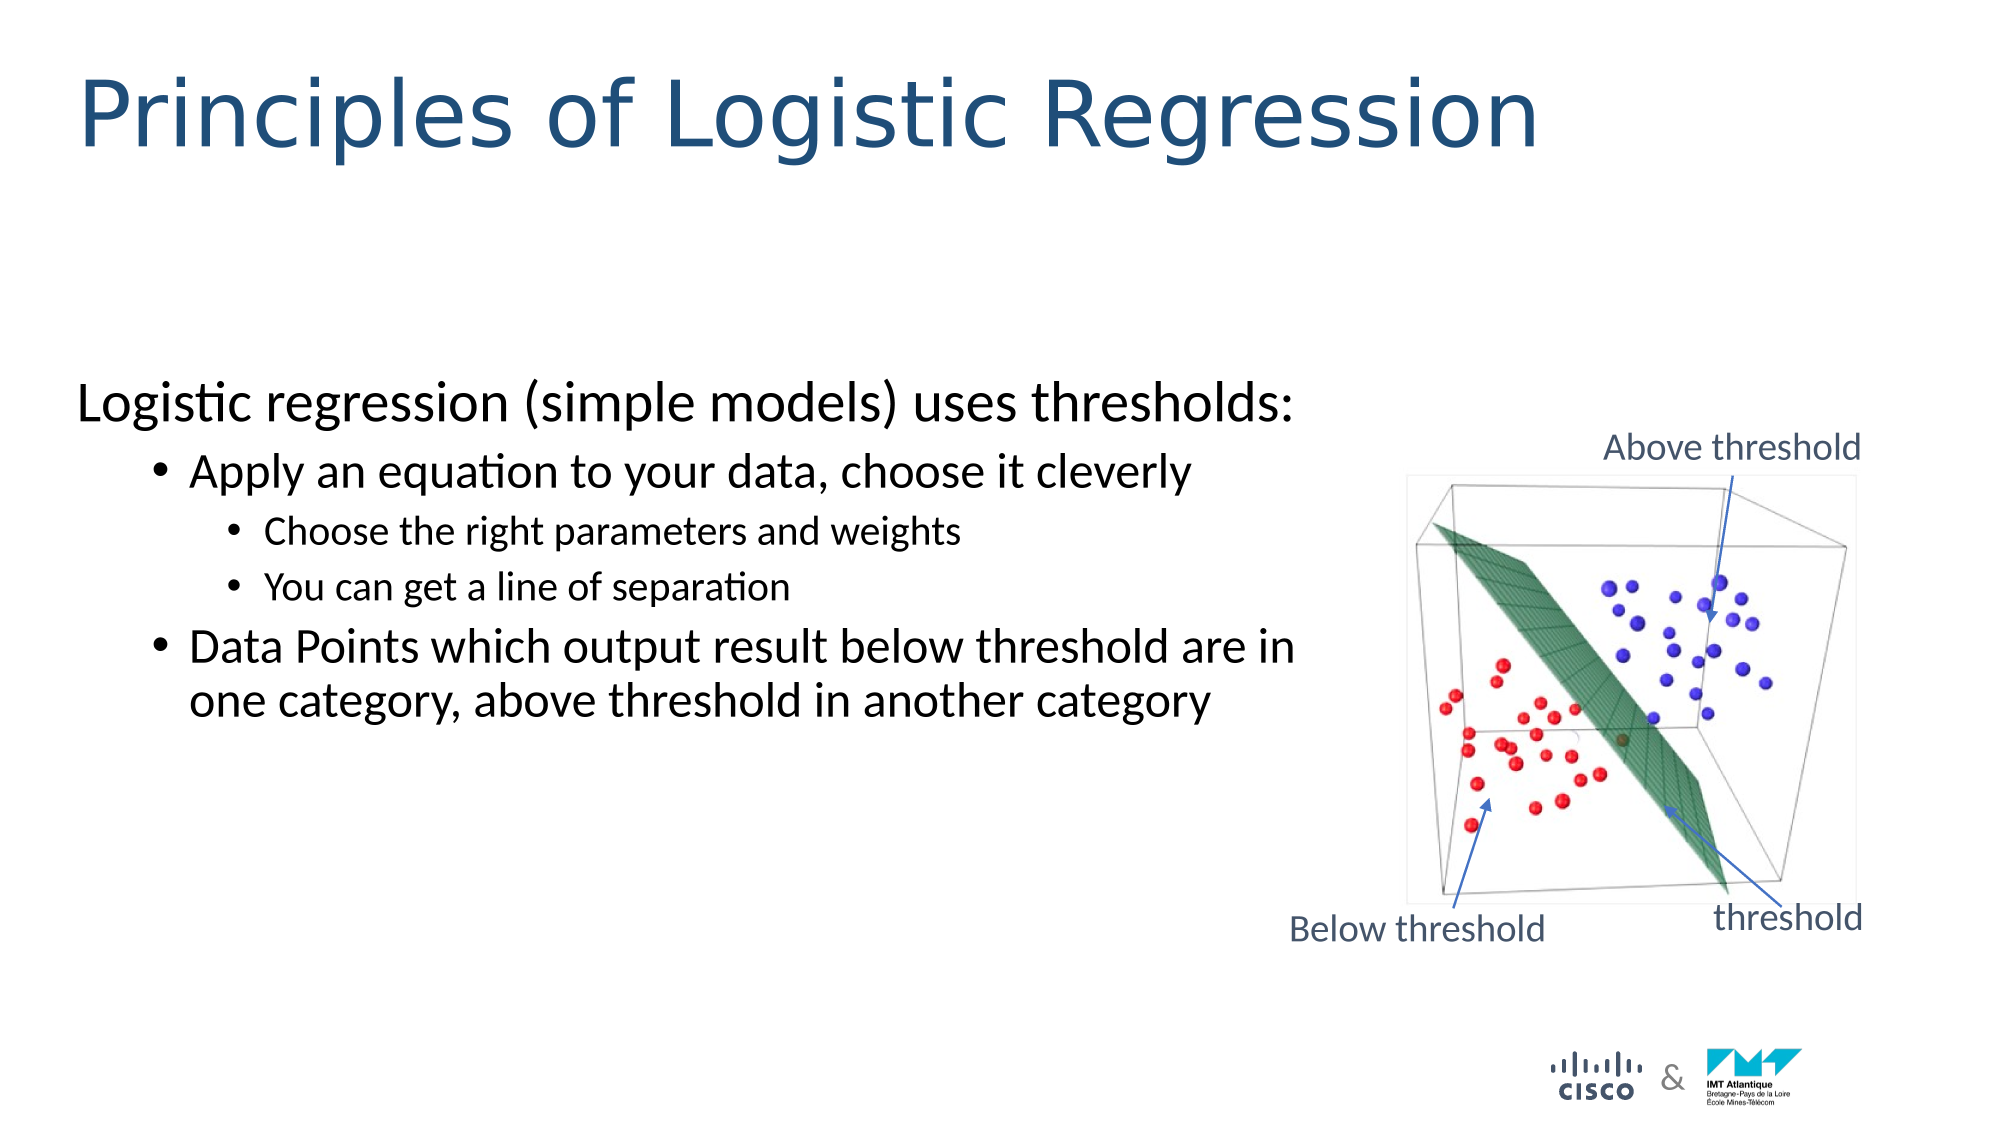 Principles of Logistic Regression
Logistic regression (simple models) uses thresholds:
• Apply an equation to your data, choose it cleverly
• Choose the right parameters and weights
• You can get a line of separation
• Data Points which output result below threshold are in
one category, above threshold in another category
Above threshold
Below threshold
threshold
CISCO
&
IMT Atlantique
Bretagne-Pays de la Loire
École Mines-Télécom